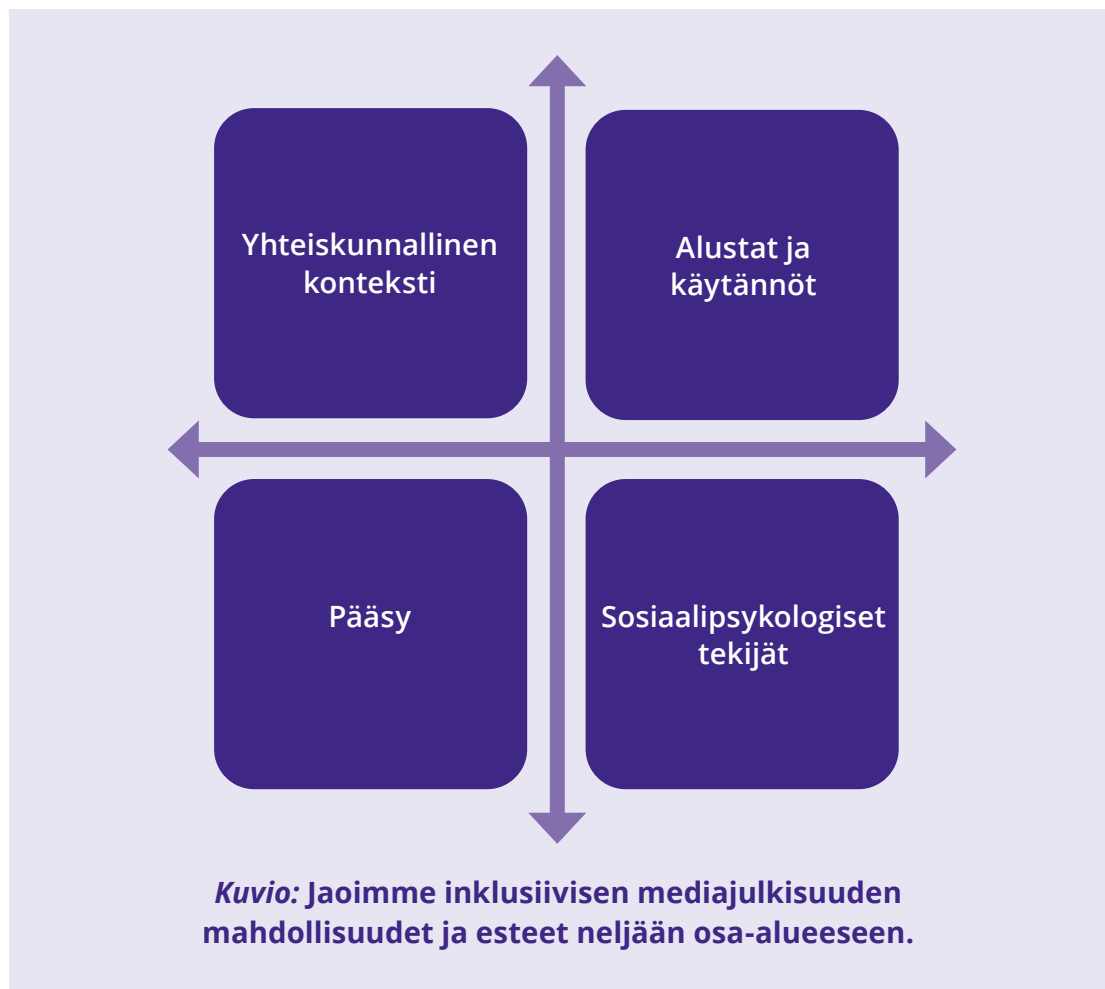 Yhteiskunnallinen
konteksti
Alustat ja
käytännöt
Pääsy
Sosiaalipsykologiset
tekijät
Kuvio: Jaoimme inklusiivisen mediajulkisuuden
mahdollisuudet ja esteet neljään osa-alueeseen.